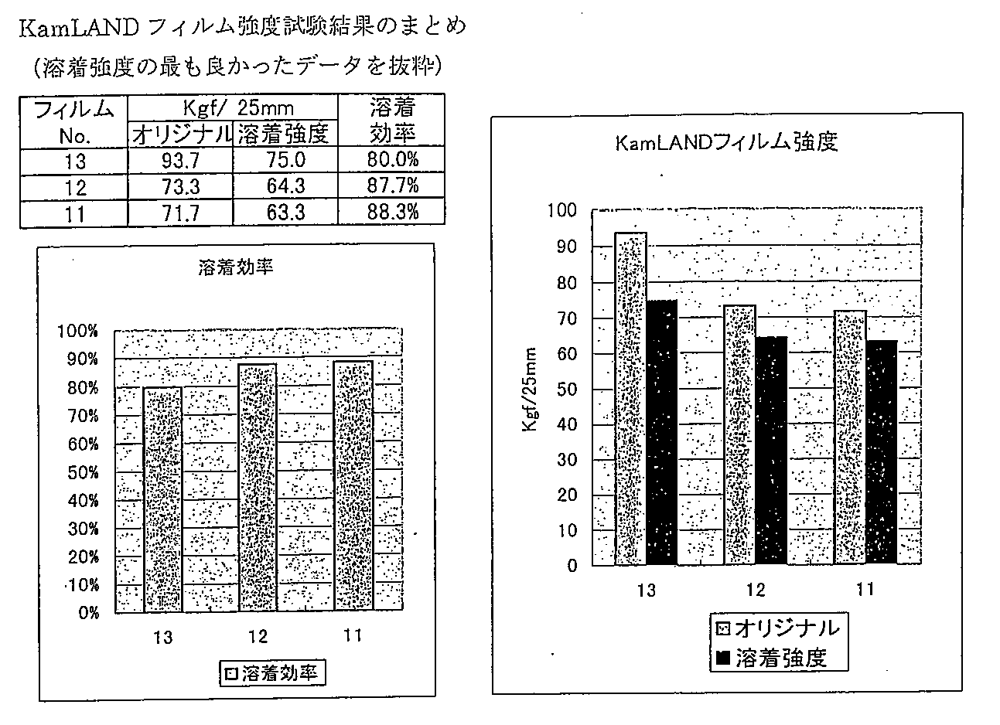 KamLAND フィルム強度試験結果のまとめ
（溶着強度の最も良かったデータを抜粋）
フィルム No. Kgf/ 25mm 溶着効率
オリジナル 溶着強度
13 93.7 75.0 80.0%
12 73.3 64.3 87.7%
11 71.7 63.3 88.3%
溶着効率
100%
90%
80%
70%
60%
50%
40%
30%
20%
10%
0%
13 12 11
溶着効率
KamLANDフィルム強度
Kgf/25mm
100
90
80
70
60
50
40
30
20
10
0
13 12 11
オリジナル
溶着強度